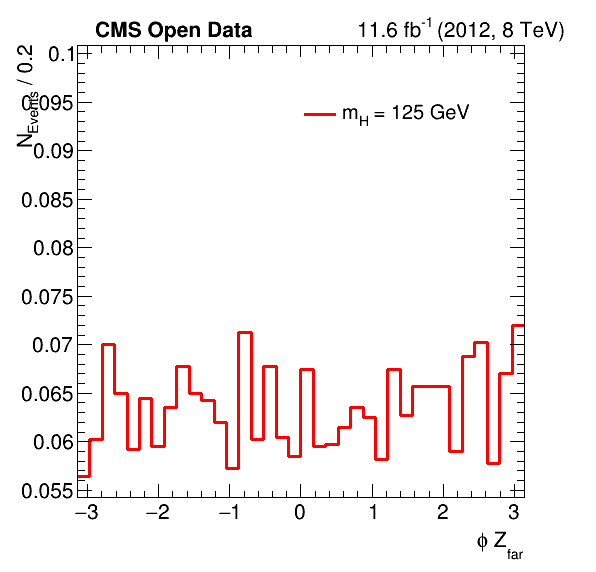 CMS Open Data 11.6 fb-1 (2012, 8 TeV)
NEvents / 0.2
0.1
0.095
0.09
0.085
0.08
0.075
0.07
0.065
0.06
0.055
mH = 125 GeV
−3 −2 −1 0 1 2 3
ϕ Zfar